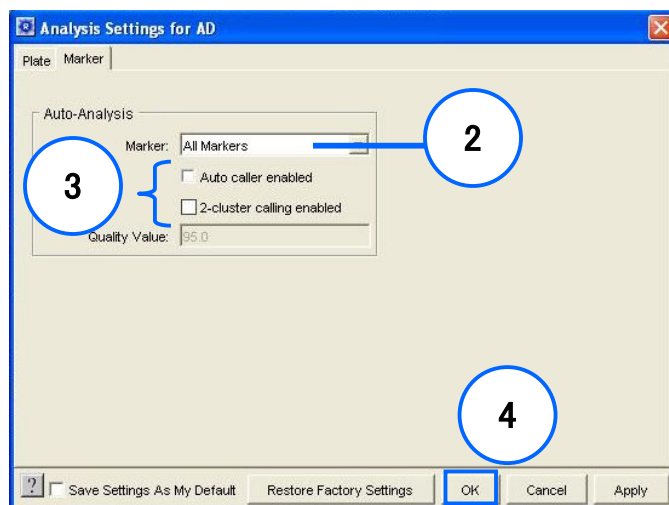 Analysis Settings for AD
Plate Marker
Auto-Analysis
Marker: All Markers
2
3
Auto caller enabled
2-cluster calling enabled
Quality Value: 95.0
4
? Save Settings As My Default Restore Factory Settings OK Cancel Apply